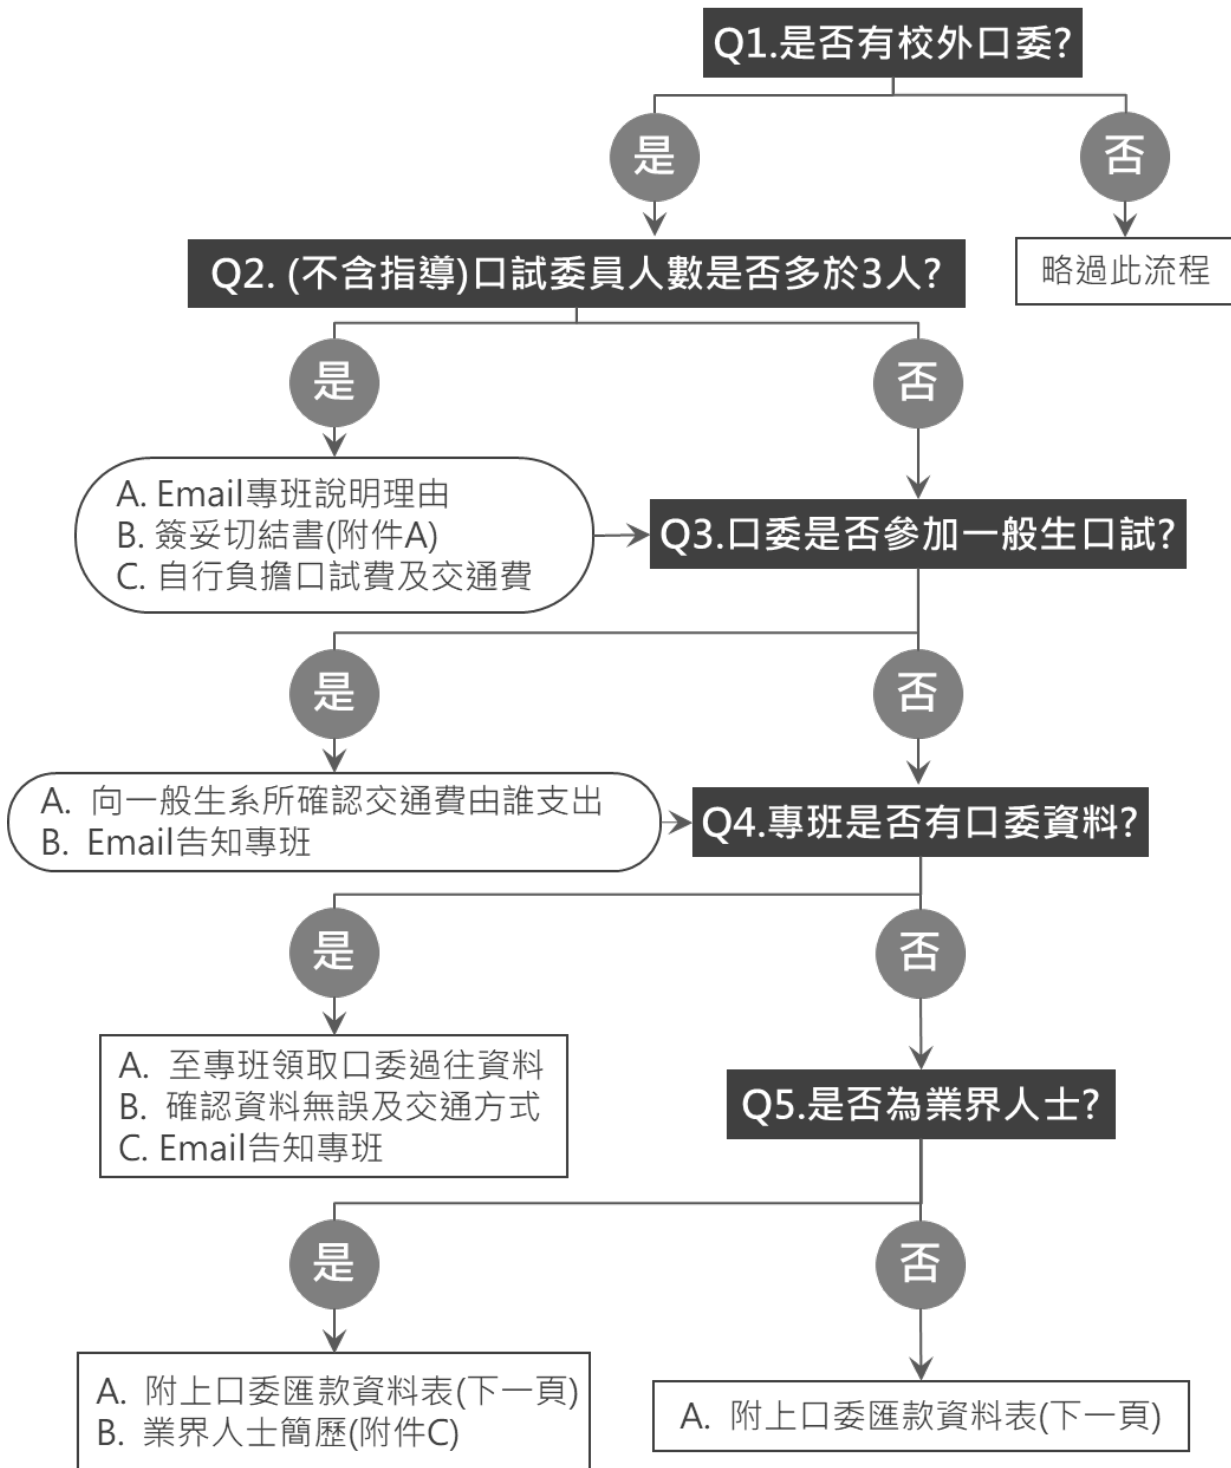 Q1.是否有校外口委?
是
否
Q2. (不含指導)口試委員人數是否多於3人?
略過此流程
是
否
A. Email專班說明理由
B. 簽妥切結書(附件A)
C. 自行負擔口試費及交通費
Q3.口委是否參加一般生口試?
是
否
A. 向一般生系所確認交通費由誰支出
B. Email告知專班
Q4.專班是否有口委資料?
是
否
A. 至專班領取口委過往資料
B. 確認資料無誤及交通方式
C. Email告知專班
Q5.是否為業界人士?
是
否
A. 附上口委匯款資料表(下一頁)
B. 業界人士簡歷(附件C)
A. 附上口委匯款資料表(下一頁)